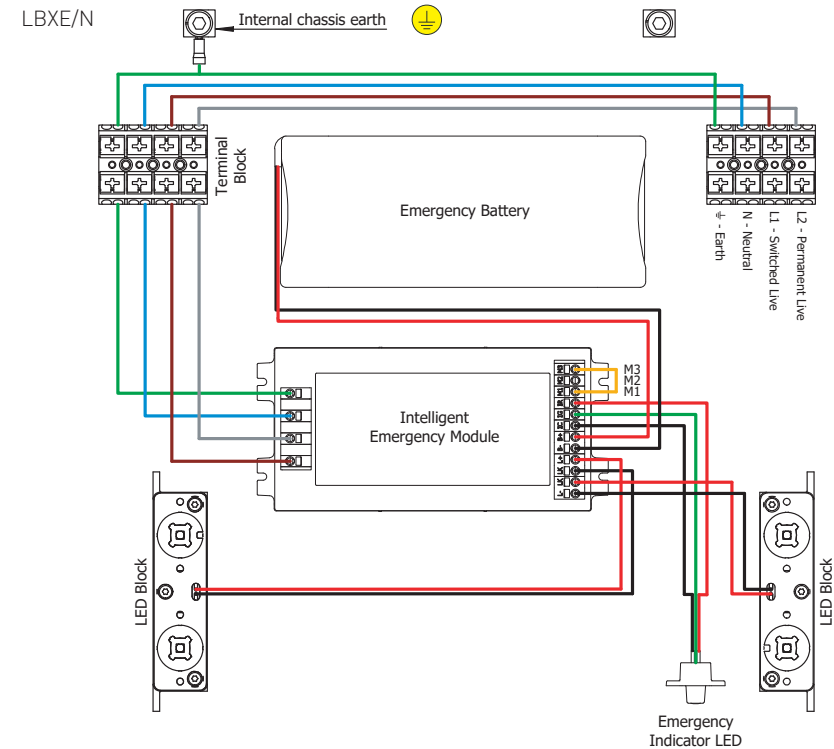 LBXE/N
Internal chassis earth
Terminal
Block
Emergency Battery
⏚ - Earth
N - Neutral
L1 - Switched Live
L2 - Permanent Live
M3
M2
M1
Intelligent
Emergency Module
LED Block
LED Block
Emergency
Indicator LED